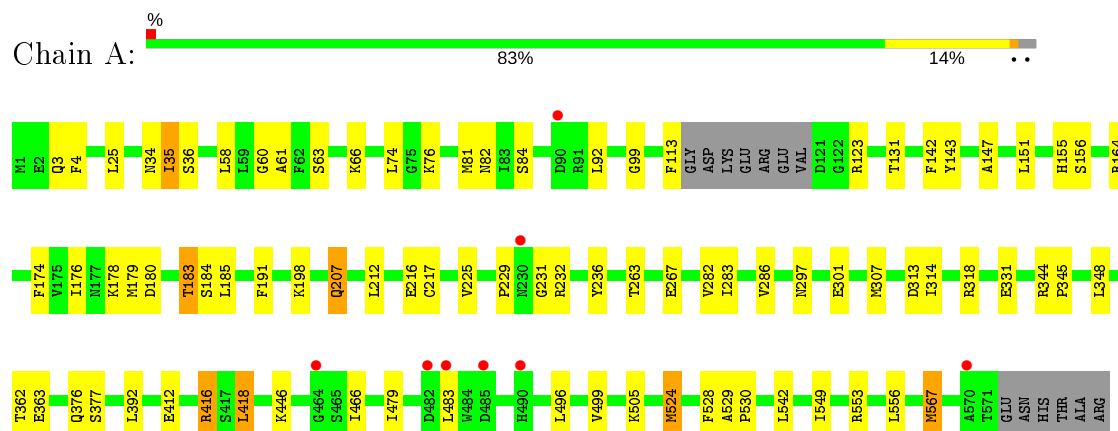 %
Chain A:
83% 14% • •
M1 E2 Q3 F4 L25 N34 I35 S36 L58 L59 G60 A61 F62 S63 K66 L74 G75 K76 M81 N82 I83 S84 D90 R91 L92 G99 F113 GLY ASP LYS GLU ARG GLU VAL D121 G122 R123 T131 F142 Y143 A147 L151 H155 S156 R164
F174 V175 I176 N177 K178 M179 D180 T183 S184 L185 F191 K198 Q207 L212 E216 C217 V225 P229 N230 G231 R232 Y236 T263 E267 V282 I283 V286 N297 E301 M307 D313 I314 R318 E331 R344 P345 L348
T362 E363 Q376 S377 L392 E412 R416 S417 L418 K446 G464 S465 I466 I479 D482 L483 W484 D485 H490 L496 V499 K505 M524 F528 A529 P530 L542 I549 R553 L556 M567 A570 T571 GLU ASN HIS THR ALA ARG